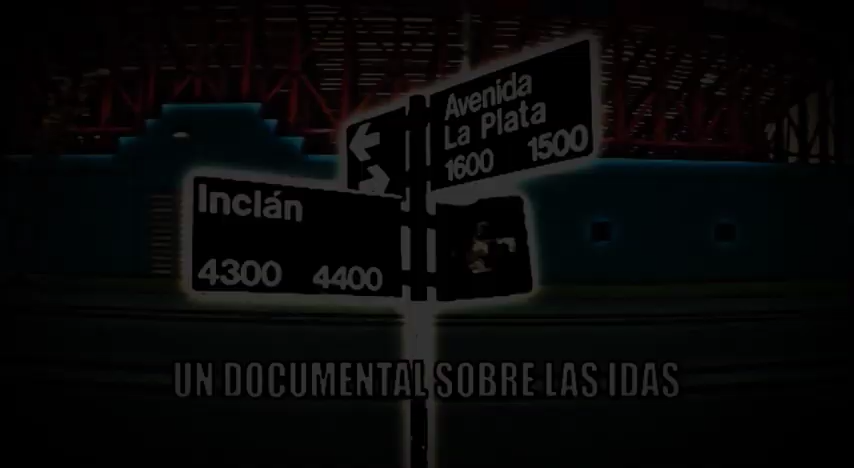 Avenida
La Plata
1600 1500
Inclán
4300 4400
UN DOCUMENTAL SOBRE LAS IDAS